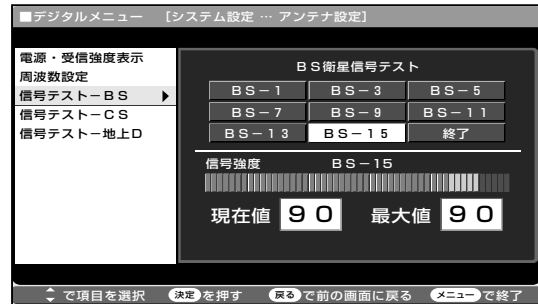 ■デジタルメニュー　[システム設定 … アンテナ設定]
電源・受信強度表示
周波数設定
信号テスト－BS ▶
信号テスト－CS
信号テスト－地上D
BS衛星信号テスト
BS－1 BS－3 BS－5
BS－7 BS－9 BS－11
BS－13 BS－15 終了
信号強度 BS－15
現在値 90 最大値 90
で項目を選択 決定 を押す 戻る で前の画面に戻る メニュー で終了